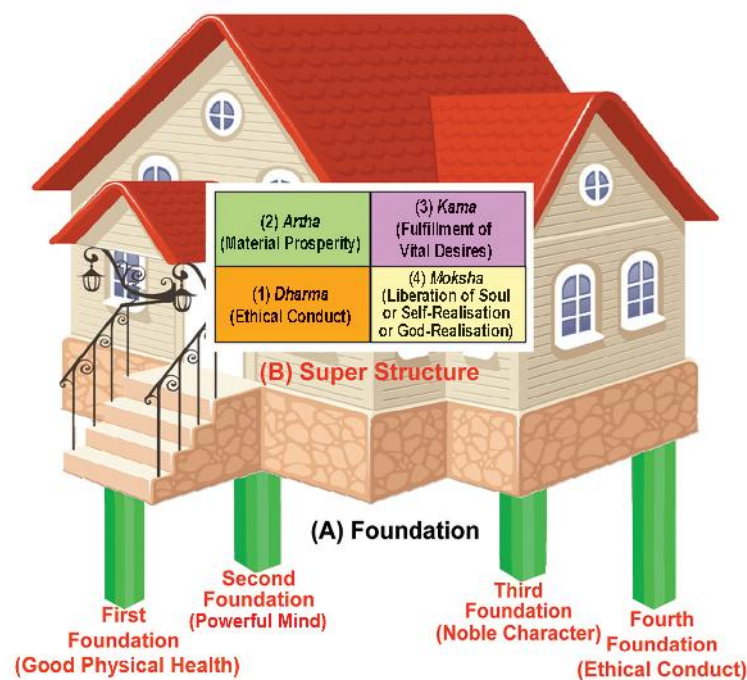 (2) Artha
(Material Prosperity)
(3) Kama
(Fulfillment of
Vital Desires)
(1) Dharma
(Ethical Conduct)
(4) Moksha
(Liberation of Soul
or Self-Realisation
or God-Realisation)
(B) Super Structure
(A) Foundation
First
Foundation
(Good Physical Health)
Second
Foundation
(Powerful Mind)
Third
Foundation
(Noble Character)
Fourth
Foundation
(Ethical Conduct)